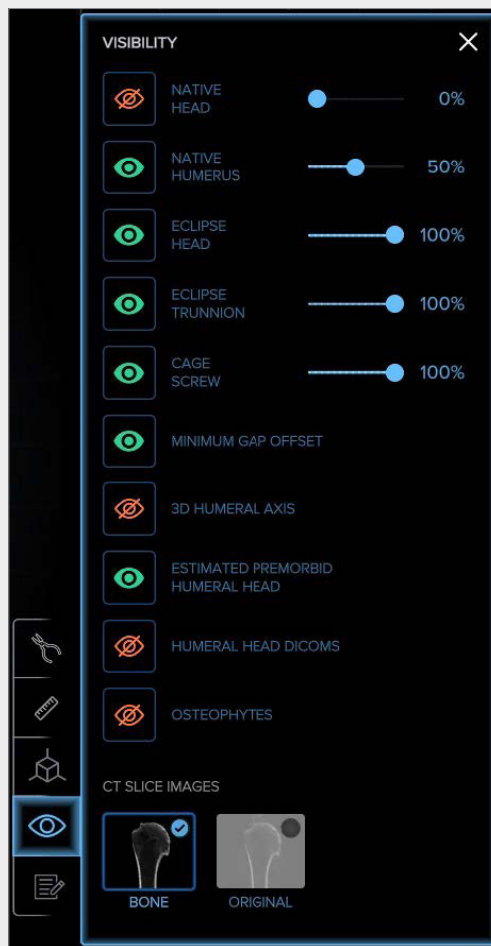 VISIBILITY
NATIVE
HEAD
0%
NATIVE
HUMERUS
50%
ECLIPSE
HEAD
100%
ECLIPSE
TRUNNION
100%
CAGE
SCREW
100%
MINIMUM GAP OFFSET
3D HUMERAL AXIS
ESTIMATED PREMORBID
HUMERAL HEAD
HUMERAL HEAD DICOMS
OSTEOPHYTES
CT SLICE IMAGES
BONE
ORIGINAL